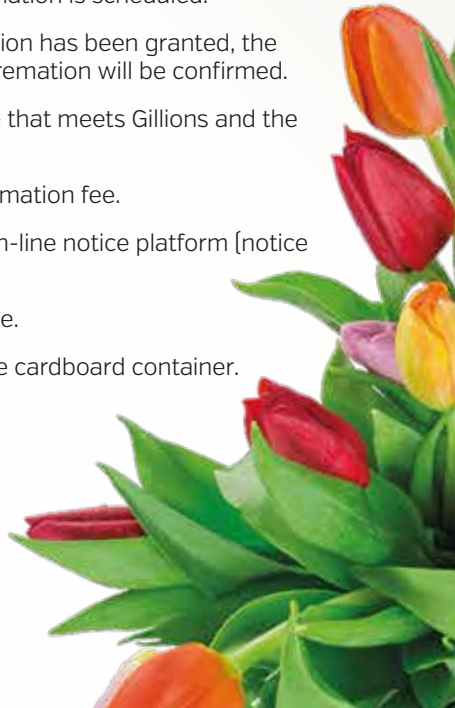 mation is scheduled.
ion has been granted, the
remation will be confirmed.
that meets Gillions and the
mation fee.
n-line notice platform (notice
e.
e cardboard container.